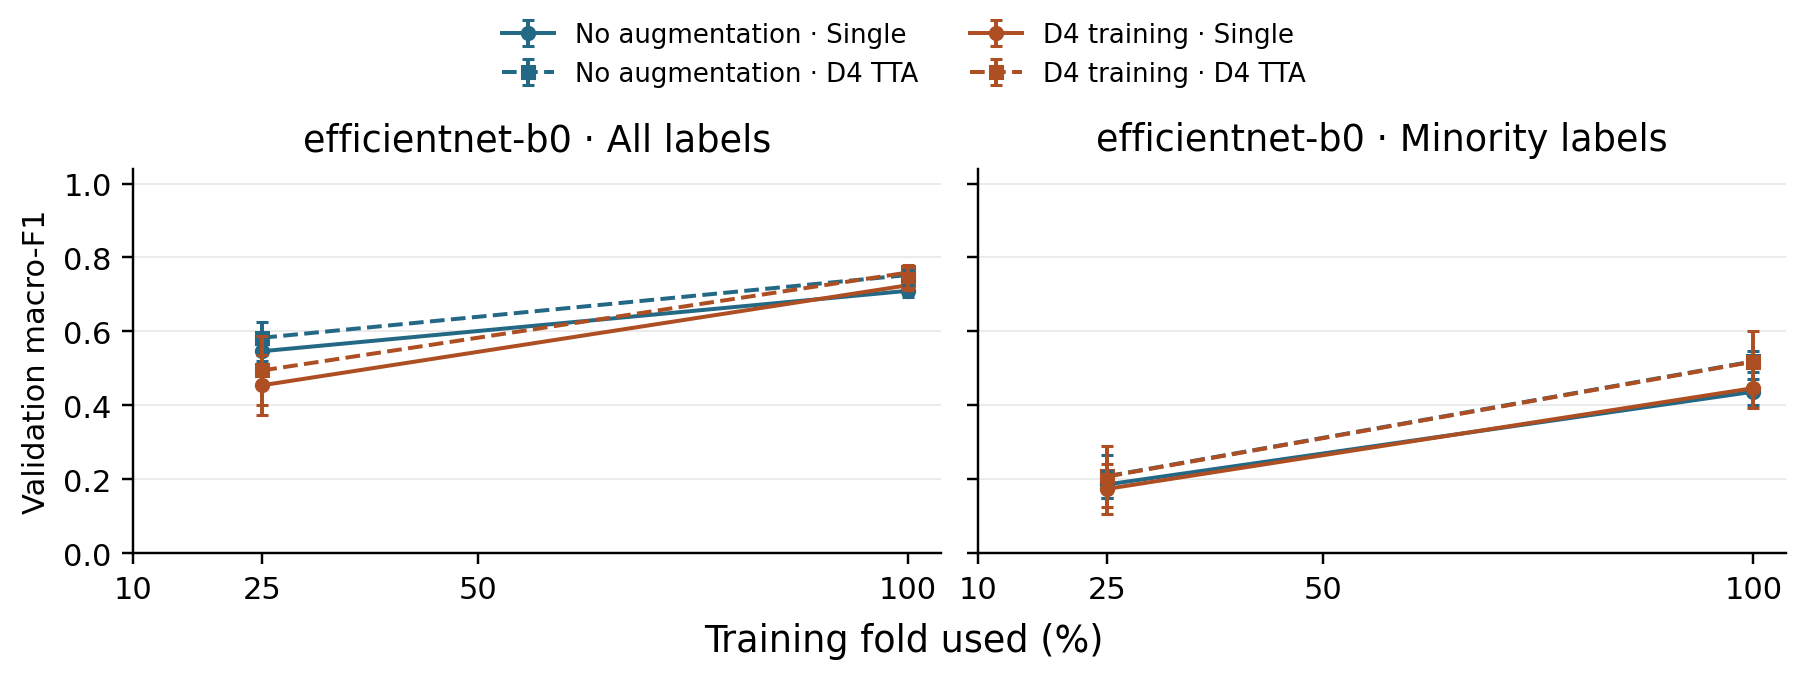 No augmentation · Single
No augmentation · D4 TTA
D4 training · Single
D4 training · D4 TTA
efficientnet-b0 · All labels
efficientnet-b0 · Minority labels
Validation macro-F1
1.0
0.8
0.6
0.4
0.2
0.0
10 25 50 100
10 25 50 100
Training fold used (%)